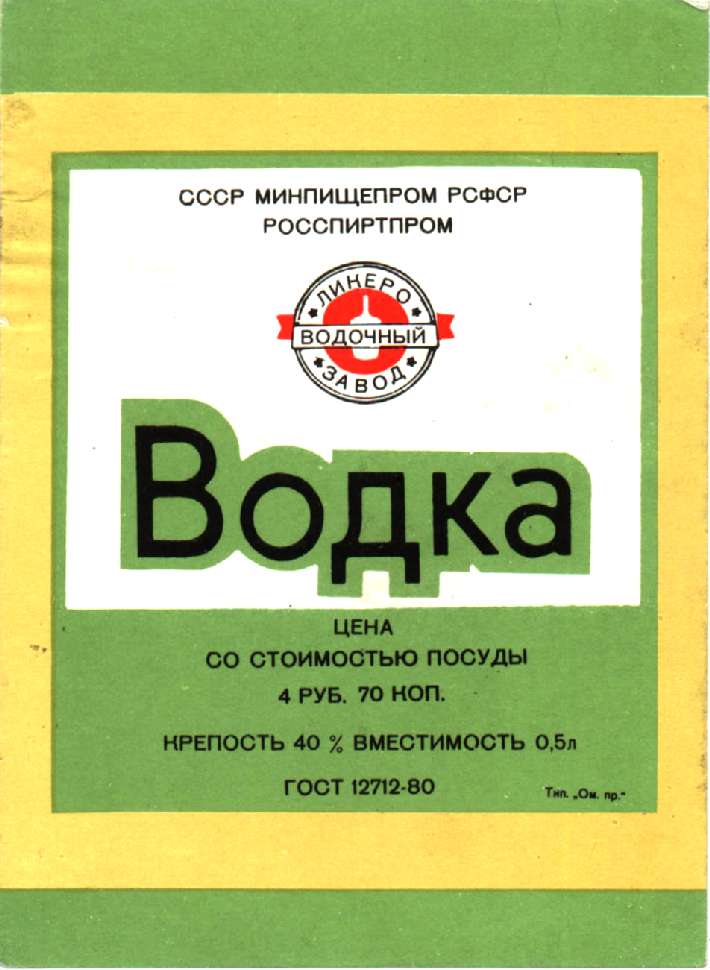 СССР МИНПИЩЕПРОМ РСФСР
РОССПИРТПРОМ
ЛИКЕРО
ВОДОЧНЫЙ
ЗАВОД
Водка
ЦЕНА
СО СТОИМОСТЬЮ ПОСУДЫ
4 РУБ. 70 КОП.
КРЕПОСТЬ 40 % ВМЕСТИМОСТЬ 0,5л
ГОСТ 12712-80
Тип. „Ом. пр."